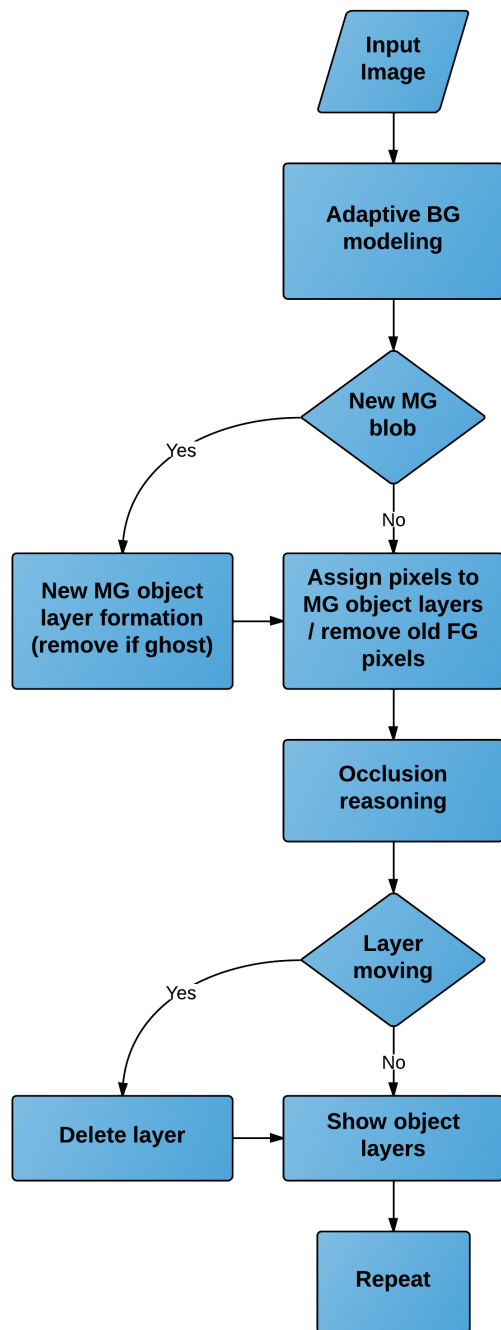 Input
Image
Adaptive BG
modeling
New MG
blob
Yes
No
New MG object
layer formation
(remove if ghost)
Assign pixels to
MG object layers
/ remove old FG
pixels
Occlusion
reasoning
Layer
moving
Yes
No
Delete layer
Show object
layers
Repeat